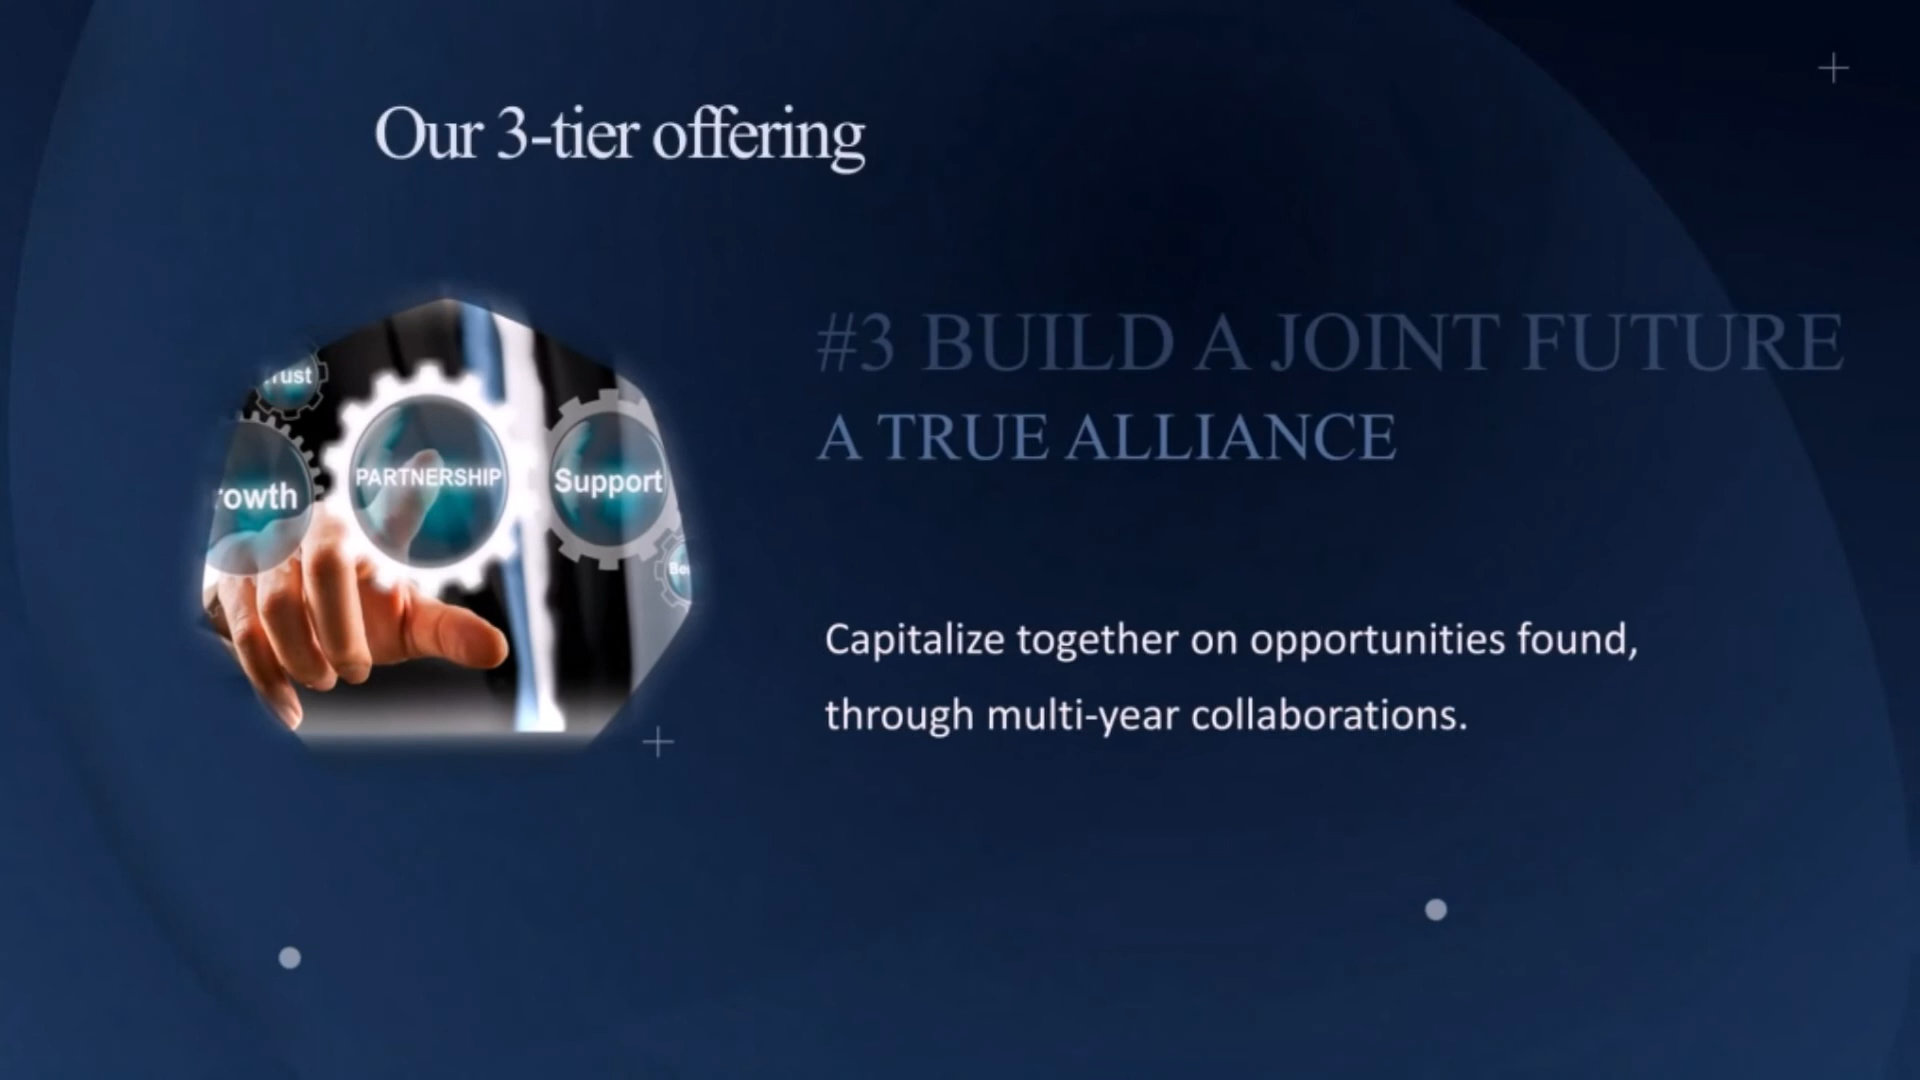 Our 3-tier offering
#3 BUILD A JOINT FUTURE
A TRUE ALLIANCE
PARTNERSHIP
Support
Capitalize together on opportunities found,
through multi-year collaborations.